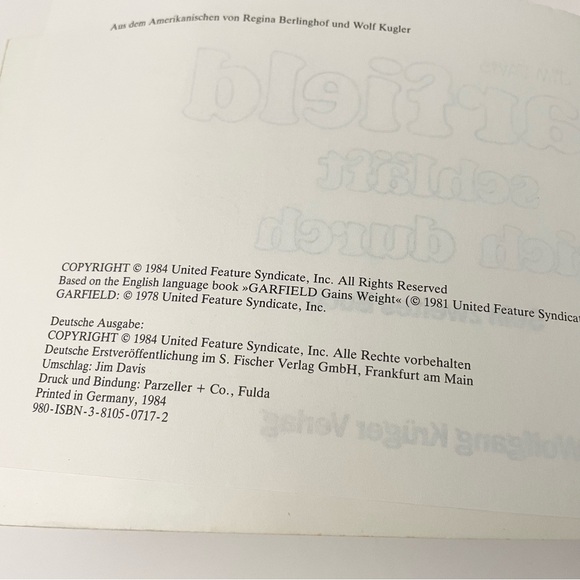 Aus dem Amerikanischen von Regina Berlinghof und Wolf Kugler
COPYRIGHT © 1984 United Feature Syndicate, Inc. All Rights Reserved
Based on the English language book »GARFIELD Gains Weight« (© 1981 United Feature Syndicat
GARFIELD: © 1978 United Feature Syndicate, Inc.
Deutsche Ausgabe:
COPYRIGHT © 1984 United Feature Syndicate, Inc. Alle Rechte vorbehalten
Deutsche Erstveröffentlichung im S. Fischer Verlag GmbH, Frankfurt am Main
Umschlag: Jim Davis
Druck und Bindung: Parzeller + Co., Fulda
Printed in Germany, 1984
980-ISBN-3-8105-0717-2